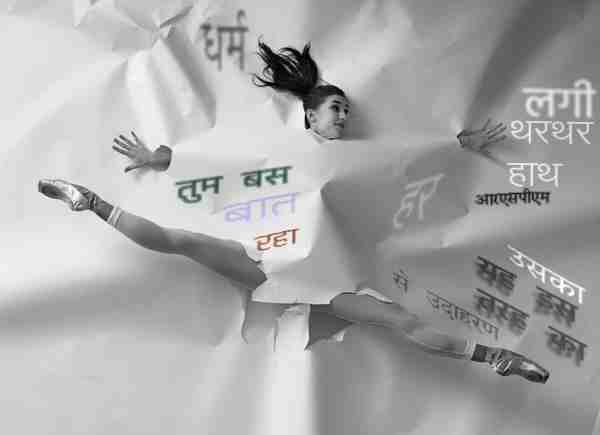 धर्म
लगी
थरथर
हाथ
आरएसपीएम
तुम बस
बात
रहा
हर
उसका
सह इस
तरह का
से उदाहरण